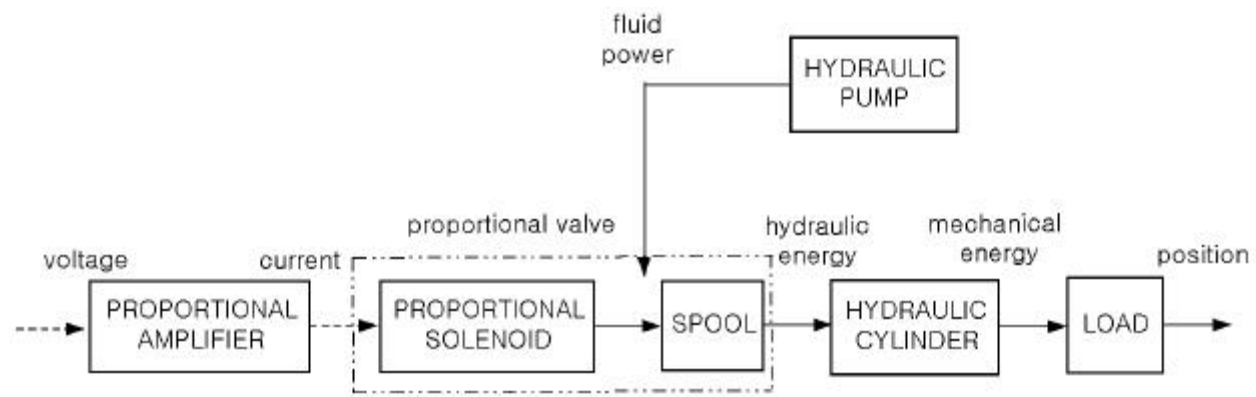 fluid
power
HYDRAULIC
PUMP
proportional valve
hydraulic
energy
mechanical
energy
voltage
current
position
PROPORTIONAL
AMPLIFIER
PROPORTIONAL
SOLENOID
SPOOL
HYDRAULIC
CYLINDER
LOAD